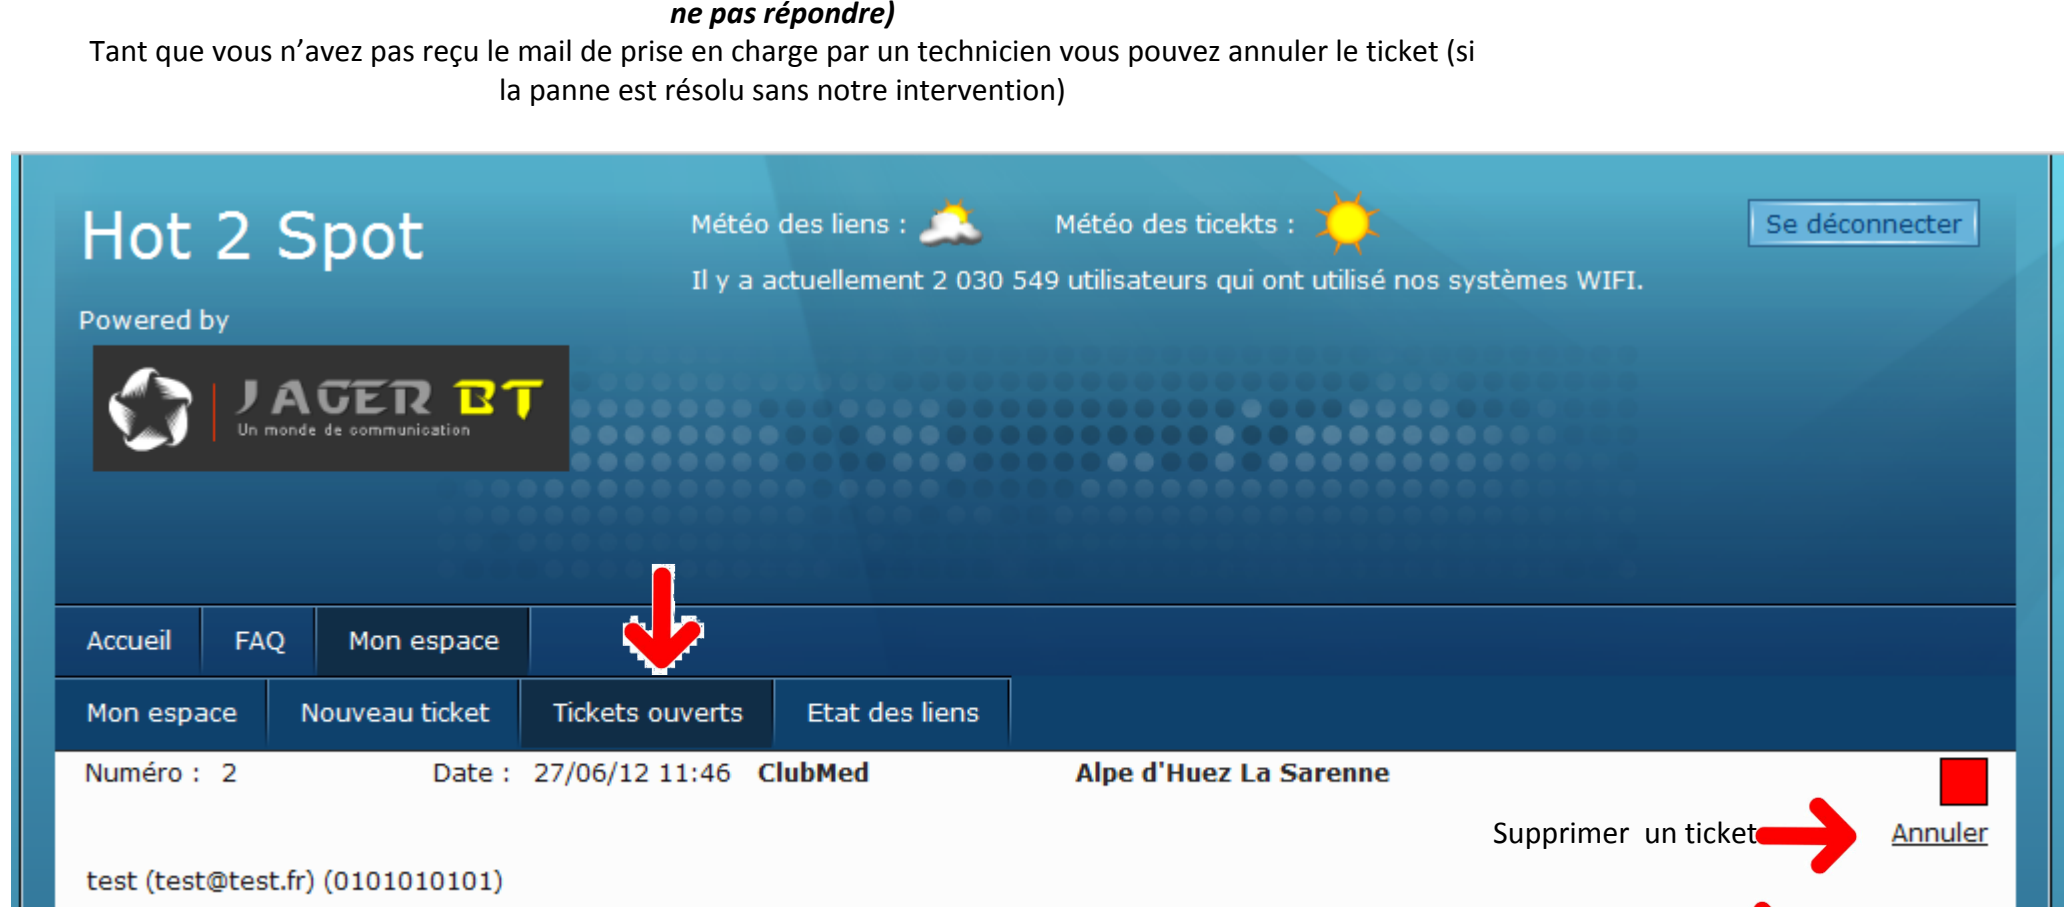 ne pas répondre)
Tant que vous n’avez pas reçu le mail de prise en charge par un technicien vous pouvez annuler le ticket (si
la panne est résolu sans notre intervention)
Hot 2 Spot
Météo des liens :
Météo des ticekts :
Se déconnecter
Il y a actuellement 2 030 549 utilisateurs qui ont utilisé nos systèmes WIFI.
Powered by
JAGER BT
Un monde de communication
Accueil FAQ Mon espace
Mon espace Nouveau ticket Tickets ouverts Etat des liens
Numéro : 2 Date : 27/06/12 11:46 ClubMed Alpe d'Huez La Sarenne
Supprimer un ticket Annuler
test (test@test.fr) (0101010101)